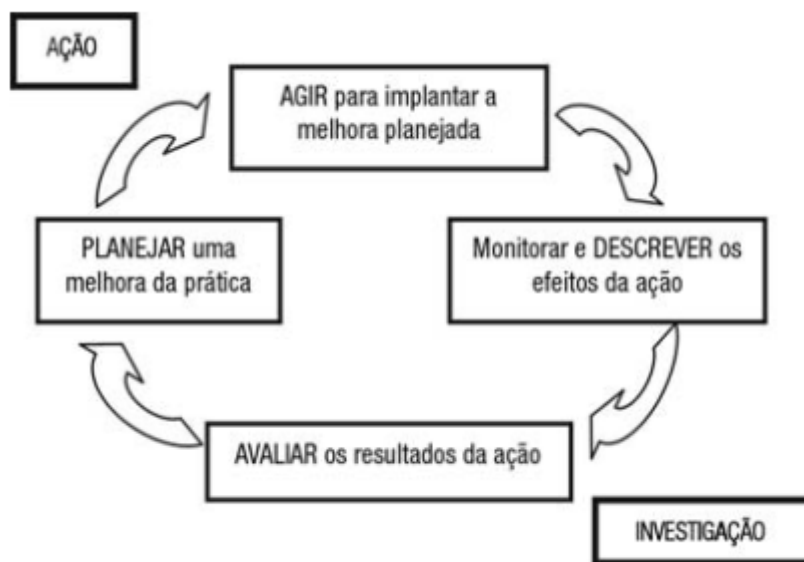 AÇÃO
AGIR para implantar a
melhora planejada
PLANEJAR uma
melhora da prática
Monitorar e DESCREVER os
efeitos da ação
AVALIAR os resultados da ação
INVESTIGAÇÃO